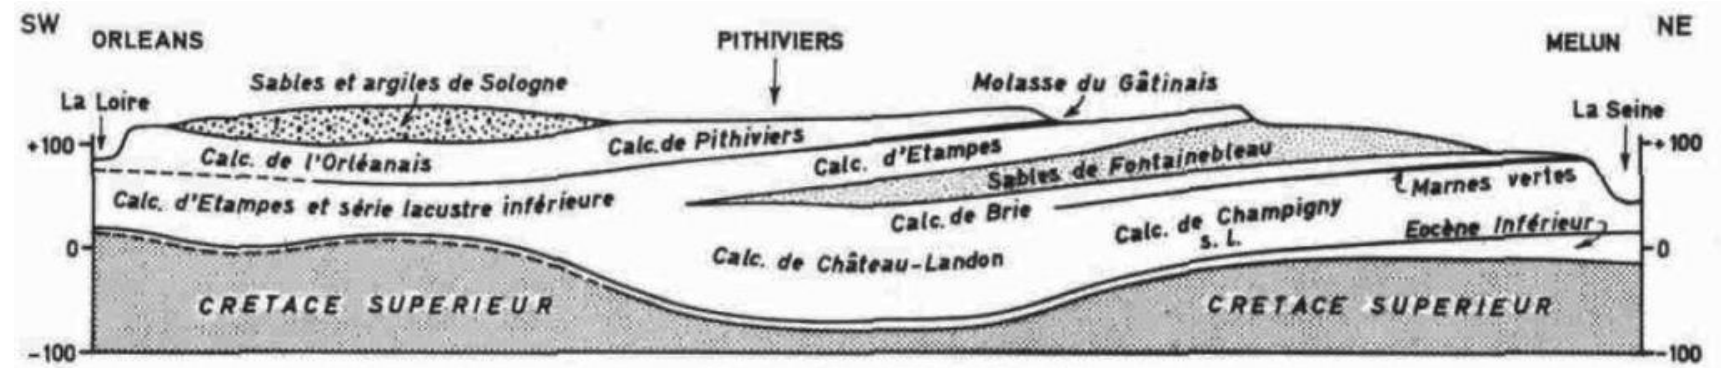 SW
NE
ORLEANS
PITHIVIERS
MELUN
Sables et argiles de Sologne
Molasse du Gâtinais
La Loire
La Seine
+100
+100
Calc. de Pithiviers
Calc. de l'Orléanais
Calc. d'Etampes
Sables de Fontainebleau
Marnes vertes
Calc. d'Etampes et série lacustre inférieure
Calc. de Brie
Calc. de Champigny
s. l.
Eocène Inférieur
0
0
Calc. de Château-Landon
CRETACE SUPERIEUR
CRETACE SUPERIEUR
-100
-100